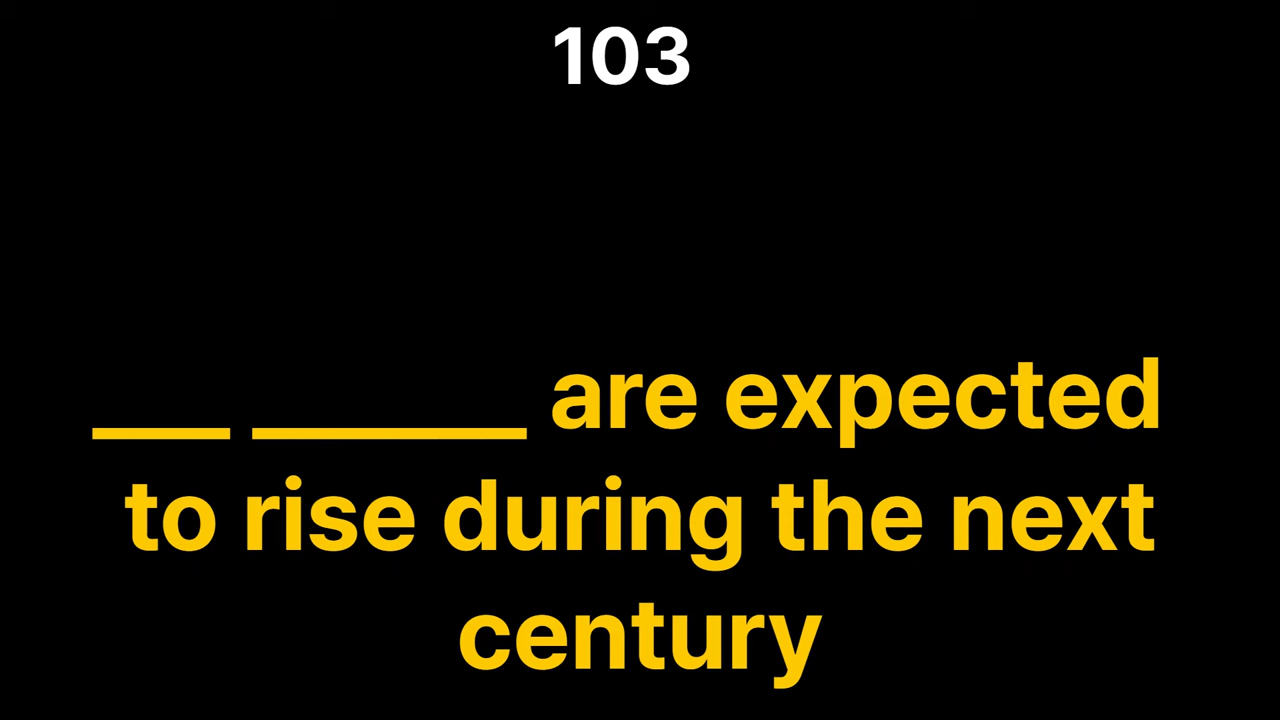 103
___ ______ are expected
to rise during the next
century